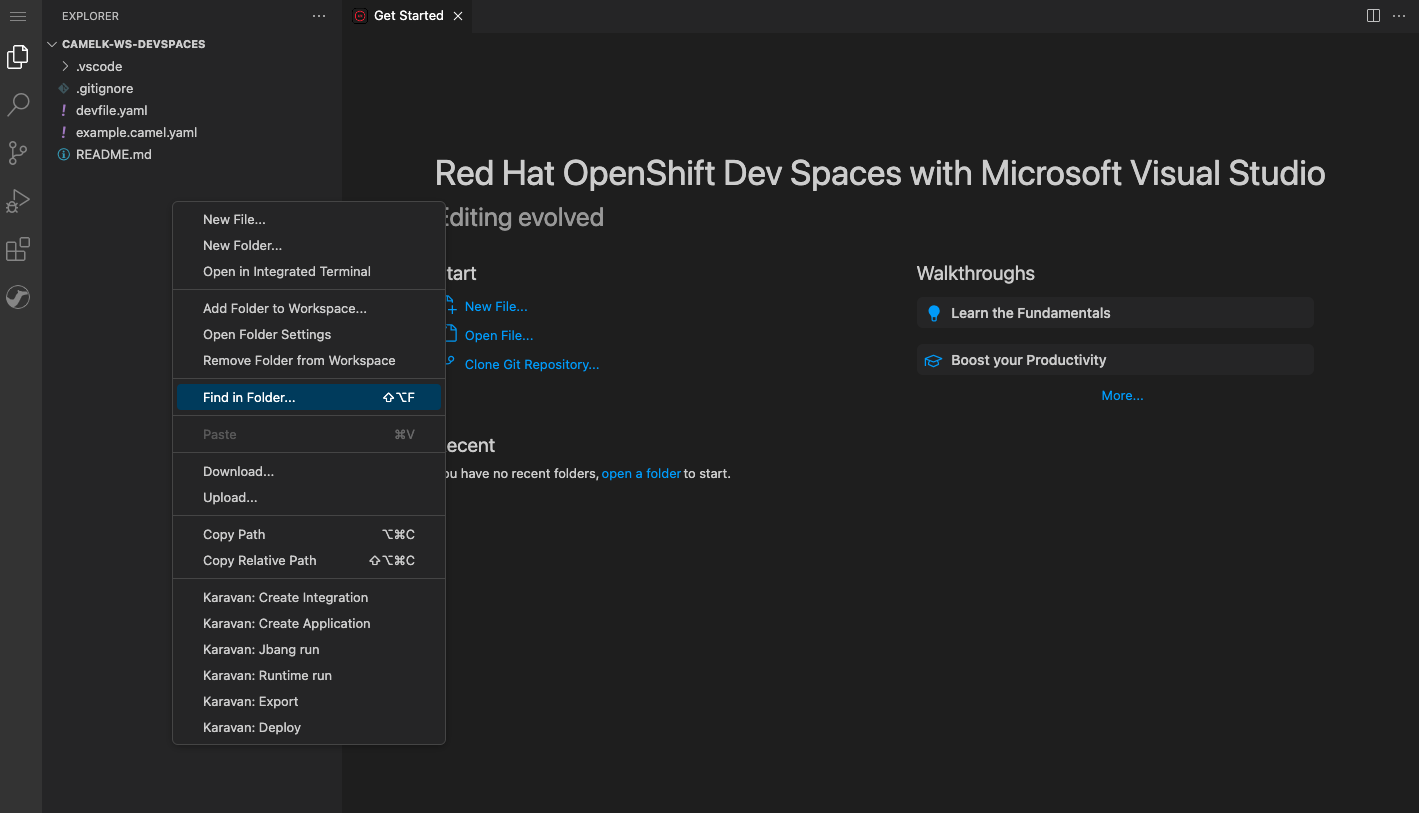 EXPLORER
CAMELK-WS-DEVSPACES
.vscode
.gitignore
! devfile.yaml
! example.camel.yaml
README.md
New File...
New Folder...
Open in Integrated Terminal
Add Folder to Workspace...
Open Folder Settings
Remove Folder from Workspace
Find in Folder... ⇧⌥F
Paste ⌘V
Download...
Upload...
Copy Path ⌥⌘C
Copy Relative Path ⇧⌥⌘C
Karavan: Create Integration
Karavan: Create Application
Karavan: Jbang run
Karavan: Runtime run
Karavan: Export
Karavan: Deploy
Get Started
Red Hat OpenShift Dev Spaces with Microsoft Visual Studio
Editing evolved
tart
New File...
Open File...
Clone Git Repository...
ecent
ou have no recent folders, open a folder to start.
Walkthroughs
Learn the Fundamentals
Boost your Productivity
More...